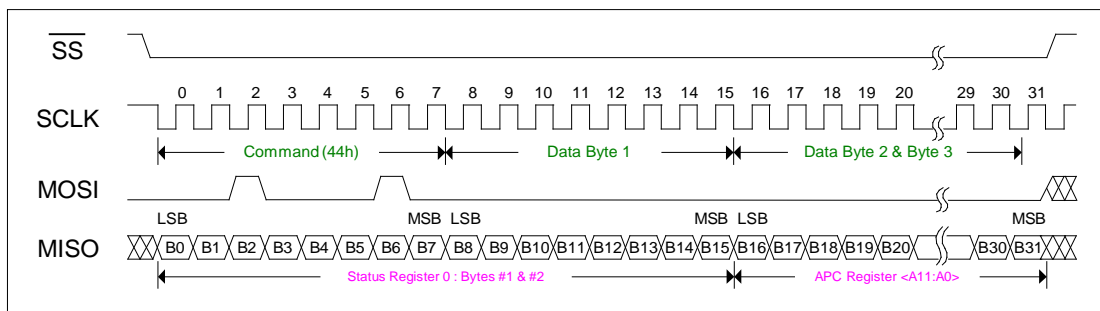 SS
0 1 2 3 4 5 6 7 8 9 10 11 12 13 14 15 16 17 18 19 20 29 30 31
SCLK
Command (44h) Data Byte 1 Data Byte 2 & Byte 3
MOSI
LSB MSB LSB MSB LSB MSB
MISO B0 B1 B2 B3 B4 B5 B6 B7 B8 B9 B10 B11 B12 B13 B14 B15 B16 B17 B18 B19 B20 B30 B31
Status Register 0 : Bytes #1 & #2 APC Register <A11:A0>